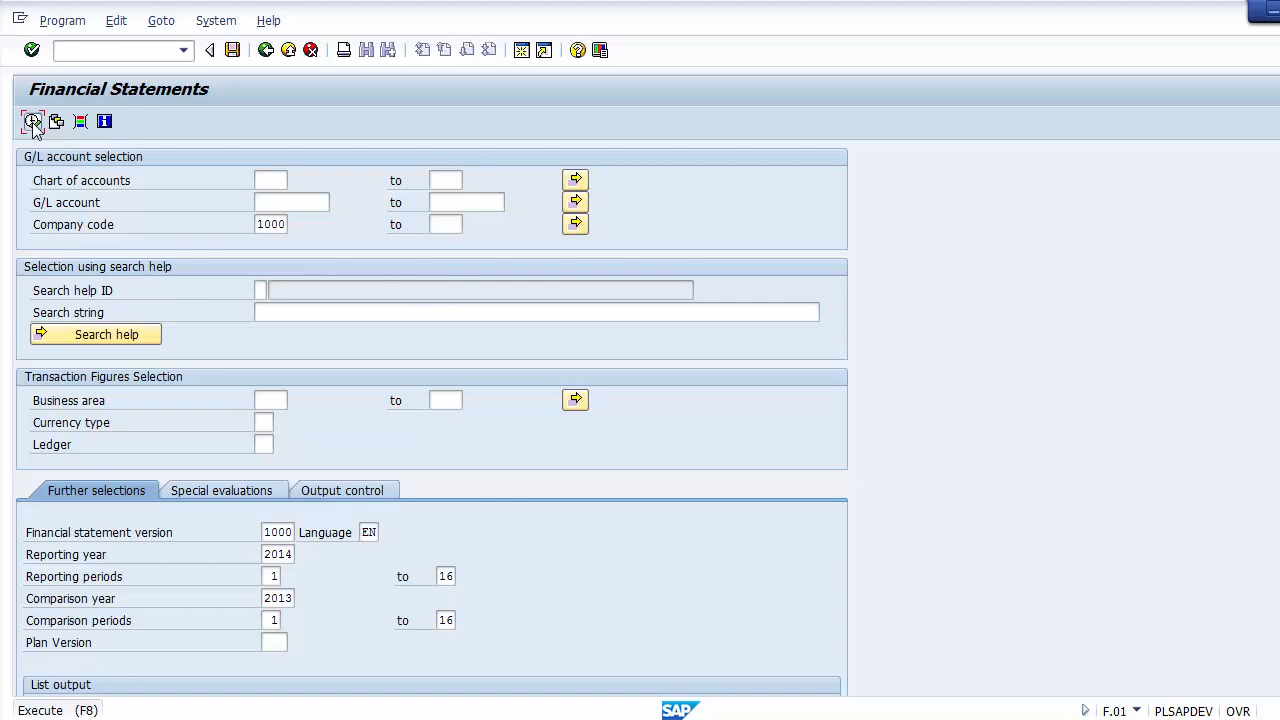 Program Edit Goto System Help
Financial Statements
G/L account selection
Chart of accounts to
G/L account to
Company code 1000 to
Selection using search help
Search help ID
Search string
Search help
Transaction Figures Selection
Business area to
Currency type
Ledger
Further selections Special evaluations Output control
Financial statement version 1000 Language EN
Reporting year 2014
Reporting periods 1 to 16
Comparison year 2013
Comparison periods 1 to 16
Plan Version
List output
Execute (F8) SAP F.01 PLSAPDEV OVR